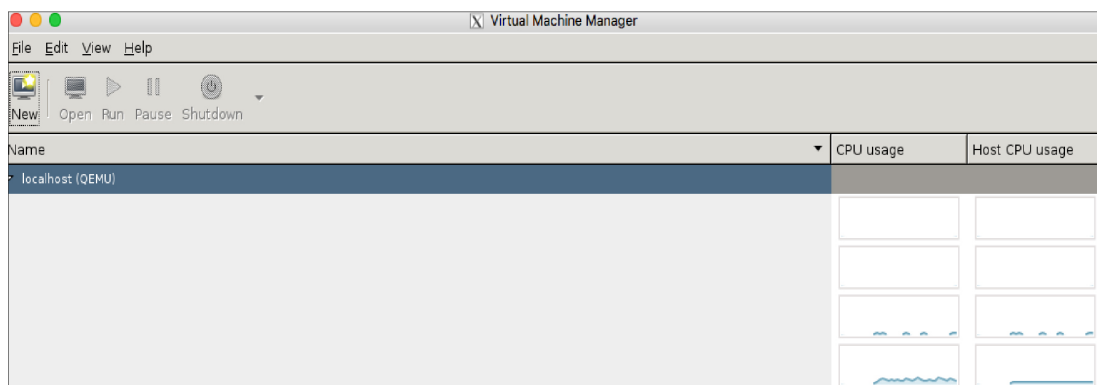 Virtual Machine Manager
File Edit View Help
New Open Run Pause Shutdown
Name CPU usage Host CPU usage
localhost (QEMU)